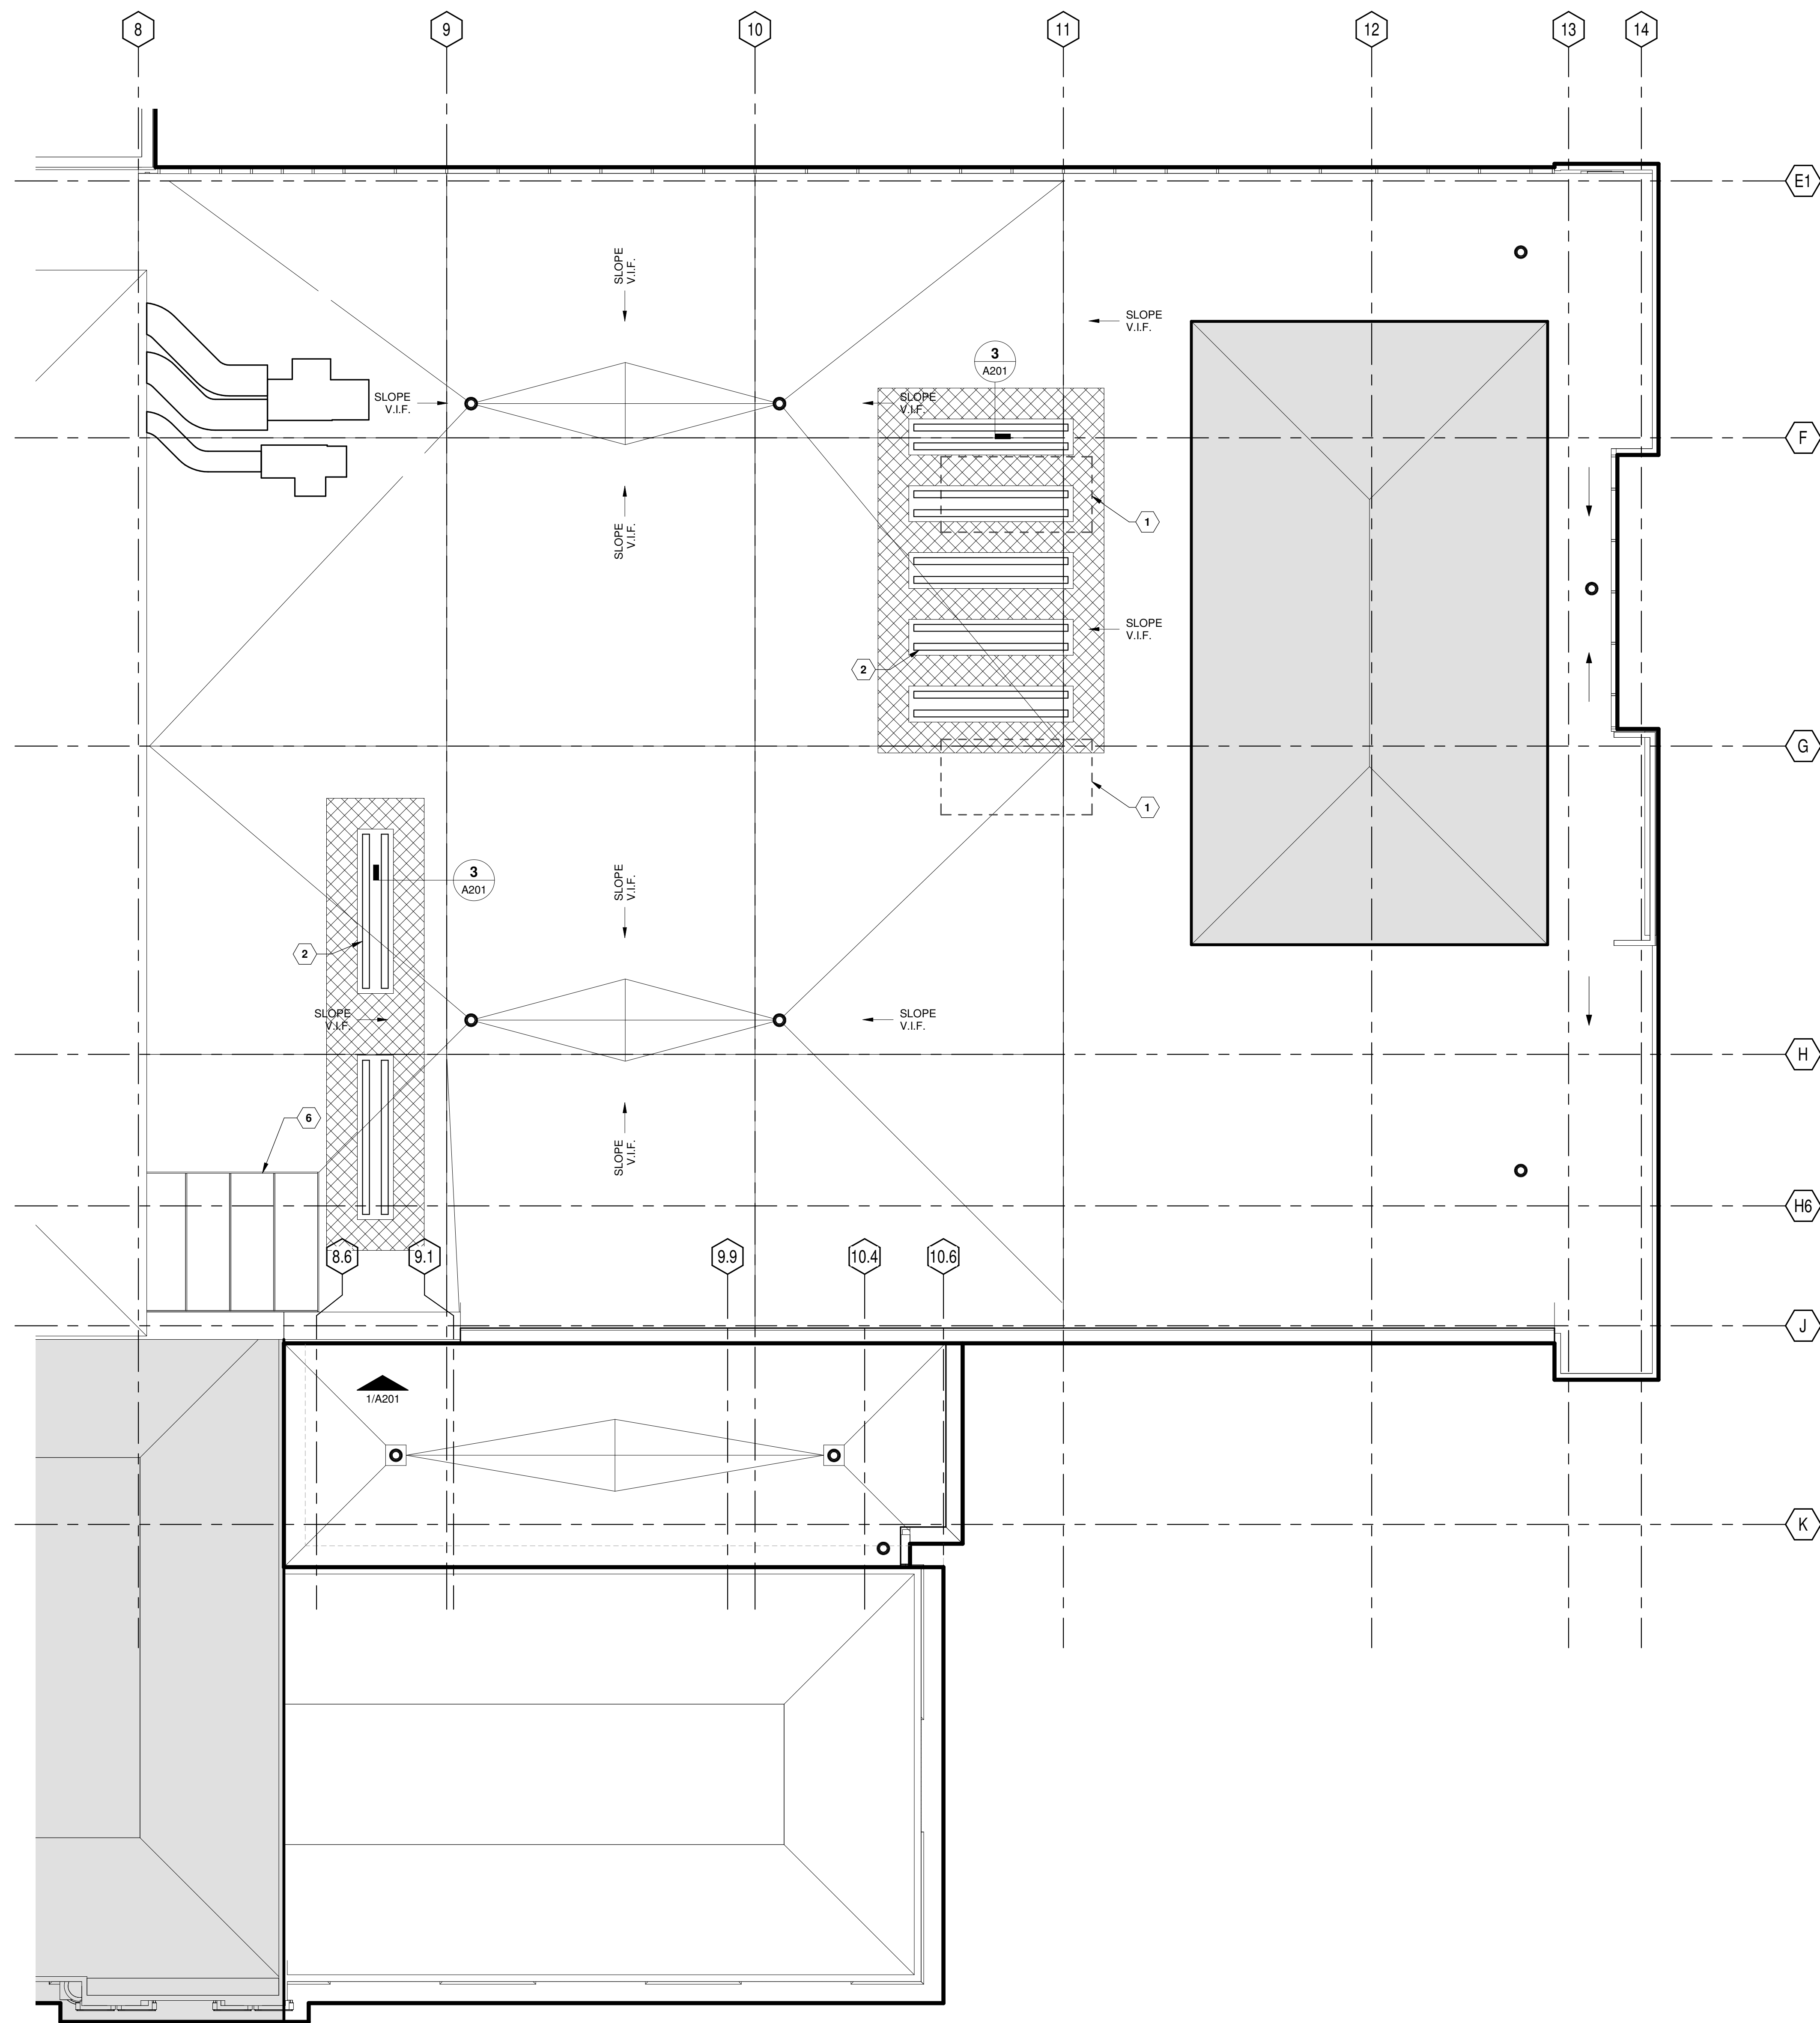 8
9
10
11
12
13
14
E1
SLOPE
V.I.F.
SLOPE
V.I.F.
3
A201
SLOPE
V.I.F.
SLOPE
V.I.F.
F
SLOPE
V.I.F.
1
SLOPE
V.I.F.
2
G
1
SLOPE
V.I.F.
3
A201
2
SLOPE
V.I.F.
SLOPE
V.I.F.
H
6
SLOPE
V.I.F.
H6
8.6
9.1
9.9
10.4
10.6
J
1/A201
K